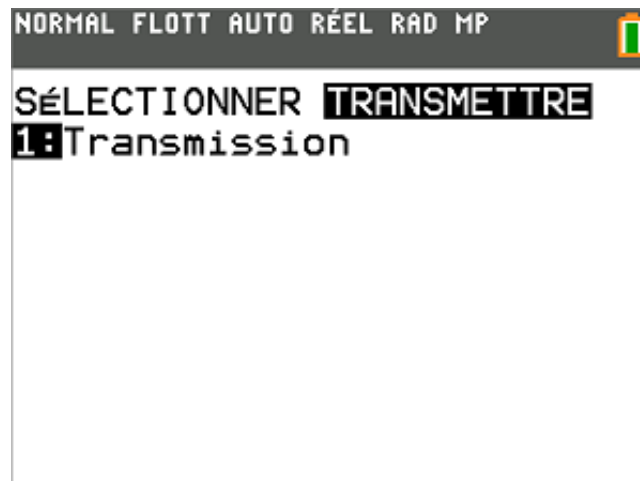 NORMAL FLOTT AUTO RÉEL RAD MP
SéLECTIONNER TRANSMETTRE
1:Transmission